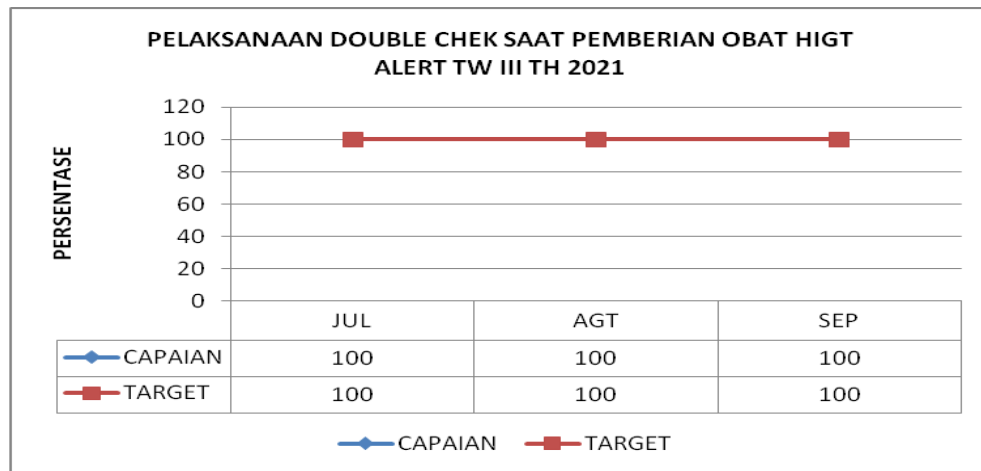 PELAKSANAAN DOUBLE CHEK SAAT PEMBERIAN OBAT HIGT
ALERT TW III TH 2021
PERSENTASE
120
100
80
60
40
20
0
JUL AGT SEP
CAPAIAN 100 100 100
TARGET 100 100 100
CAPAIAN TARGET